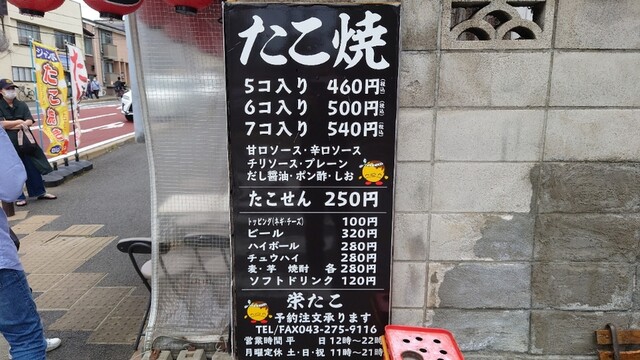 たこ焼
5コ入り 460円(税込)
6コ入り 500円(税込)
7コ入り 540円(税込)
甘口ソース・辛口ソース
チリソース・プレーン
だし醤油・ポン酢・しお
たこせん 250円
トッピング(ネギ・チーズ) 100円
ビール 320円
ハイボール 280円
チュウハイ 280円
麦・芋 焼酎 各280円
ソフトドリンク 120円
栄たこ
予約注文承ります
TEL/FAX043-275-9116
営業時間 平 日 12時〜22時
月曜定休 土・日・祝 11時〜21時